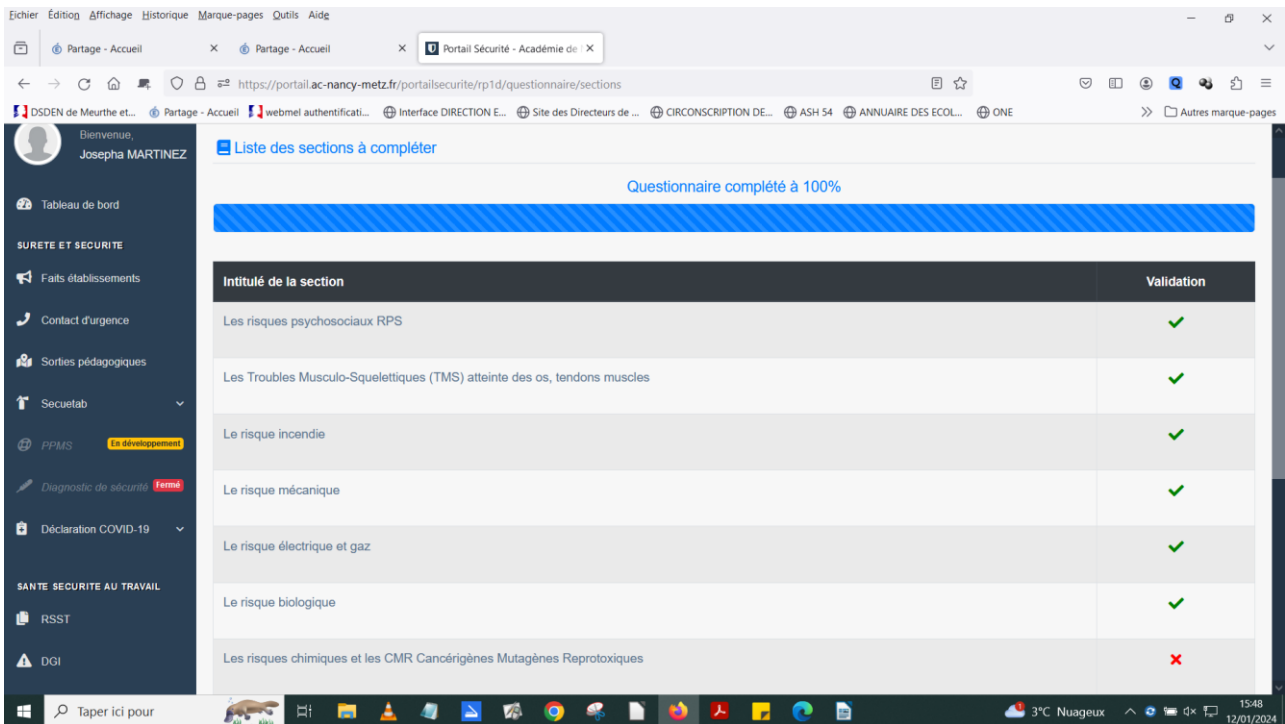 Fichier Édition Affichage Historique Marque-pages Outils Aide
Partage - Accueil
Partage - Accueil
Portail Sécurité - Académie de
https://portail.ac-nancy-metz.fr/portailsecurite/rp1d/questionnaire/sections
DSDEN de Meurthe et... Partage - Accueil webmel authentificati... Interface DIRECTION E... Site des Directeurs de ... CIRCONSCRIPTION DE... ASH 54 ANNUAIRE DES ECOL... ONE Autres marque-pages
Bienvenue,
Josepha MARTINEZ
Tableau de bord
SURETE ET SECURITE
Faits établissements
Contact d'urgence
Sorties pédagogiques
Secuetab
PPMS En développement
Diagnostic de sécurité Fermé
Déclaration COVID-19
SANTE SECURITE AU TRAVAIL
RSST
DGI
Liste des sections à compléter
Questionnaire complété à 100%
Intitulé de la section Validation
Les risques psychosociaux RPS
Les Troubles Musculo-Squelettiques (TMS) atteinte des os, tendons muscles
Le risque incendie
Le risque mécanique
Le risque électrique et gaz
Le risque biologique
Les risques chimiques et les CMR Cancérigènes Mutagènes Reprotoxiques
Taper ici pour
3°C Nuageux
15:48
12/01/2024